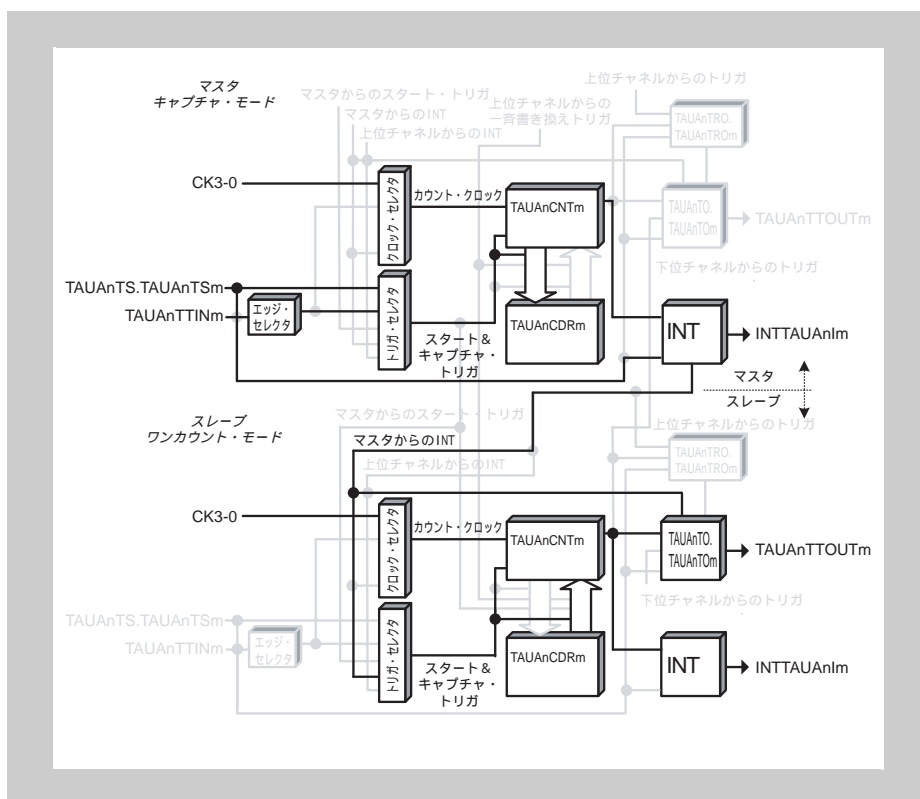 マスタ
キャプチャ・モード
上位チャネルからのトリガ
マスタからのスタート・トリガ
マスタからのINT
上位チャネルからのINT
上位チャネルからの
一斉書き換えトリガ
TAUAnTRO.
TAUAnTROm
CK3-0
クロック・セレクタ
カウント・クロック
TAUAnCNTm
TAUAnTO.
TAUAnTOm
TAUAnTTOUTm
下位チャネルからのトリガ
TAUAnTS.TAUAnTSm
TAUAnTTINm
エッジ・
セレクタ
トリガ・セレクタ
スタート&
キャプチャ・
トリガ
TAUAnCDRm
INT
INTTAUAnIm
マスタ
スレーブ
スレーブ
ワンカウント・モード
マスタからのスタート・トリガ
マスタからのINT
上位チャネルからのINT
上位チャネルからのトリガ
TAUAnTRO.
TAUAnTROm
CK3-0
クロック・セレクタ
カウント・クロック
TAUAnCNTm
TAUAnTO.
TAUAnTOm
TAUAnTTOUTm
下位チャネルからのトリガ
TAUAnTS.TAUAnTSm
TAUAnTTINm
エッジ・
セレクタ
トリガ・セレクタ
スタート&
キャプチャ・
トリガ
TAUAnCDRm
INT
INTTAUAnIm